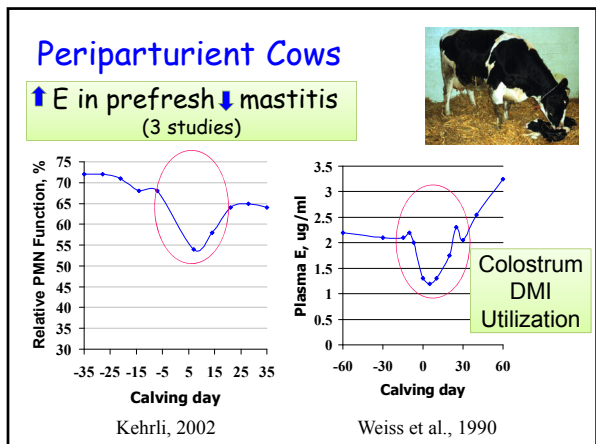 Periparturient Cows
⬆ E in prefresh ⬇ mastitis
(3 studies)
Relative PMN Function, %
75
70
65
60
55
50
45
40
35
30
-35 -25 -15 -5 5 15 25 35
Calving day
Kehrli, 2002
Plasma E, ug/ml
3.5
3
2.5
2
1.5
1
0.5
0
-60 -30 0 30 60
Calving day
Weiss et al., 1990
Colostrum
DMI
Utilization